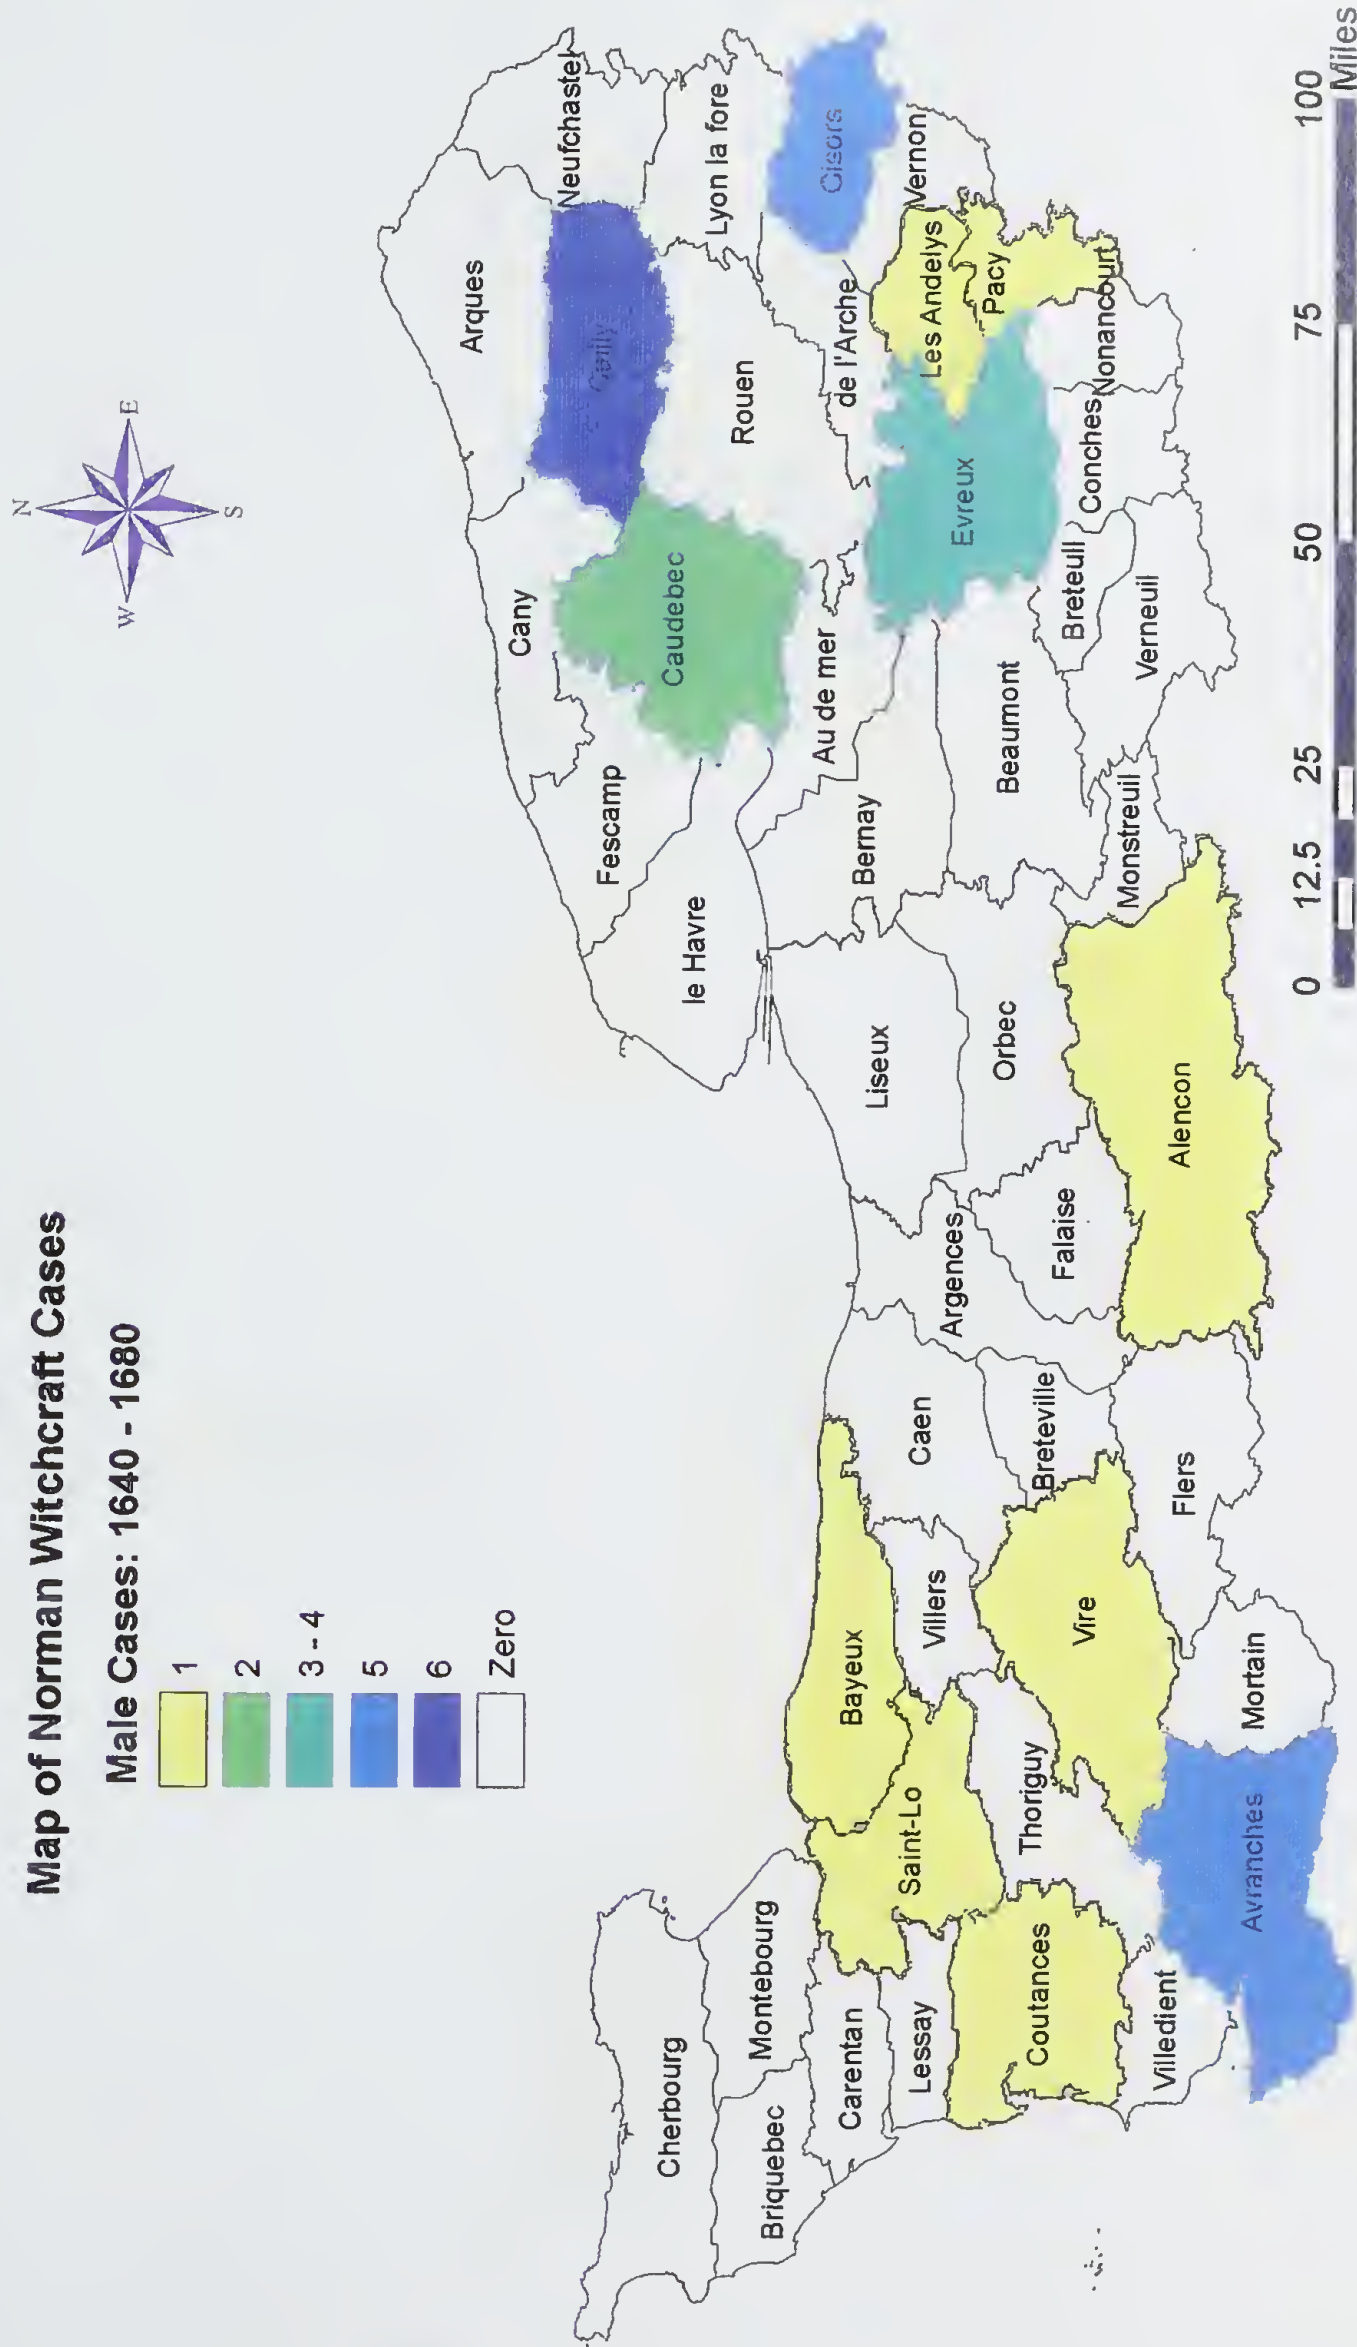 Map of Norman Witchcraft Cases
Male Cases: 1640 - 1680
1
2
3 - 4
5
6
Zero
N
W
E
S
Cherbourg
Briquebec
Montebourg
Carentan
Lessay
Coutances
Villedient
Saint-Lo
Bayeux
Thoriguy
Avranches
Mortain
Vire
Villers
Caen
Breteville
Flers
Argences
Falaise
Alencon
Liseux
Orbec
le Havre
Fescamp
Cany
Caudebec
Arques
Neufchastel
Rouen
Lyon la fore
Gisors
Vernon
de l'Arche
Les Andelys
Pacy
Nonancourt
Evreux
Conches
Breteull
Verneuil
Au de mer
Bernay
Beaumont
Monstreuil
0 12.5 25 50 75 100
Miles